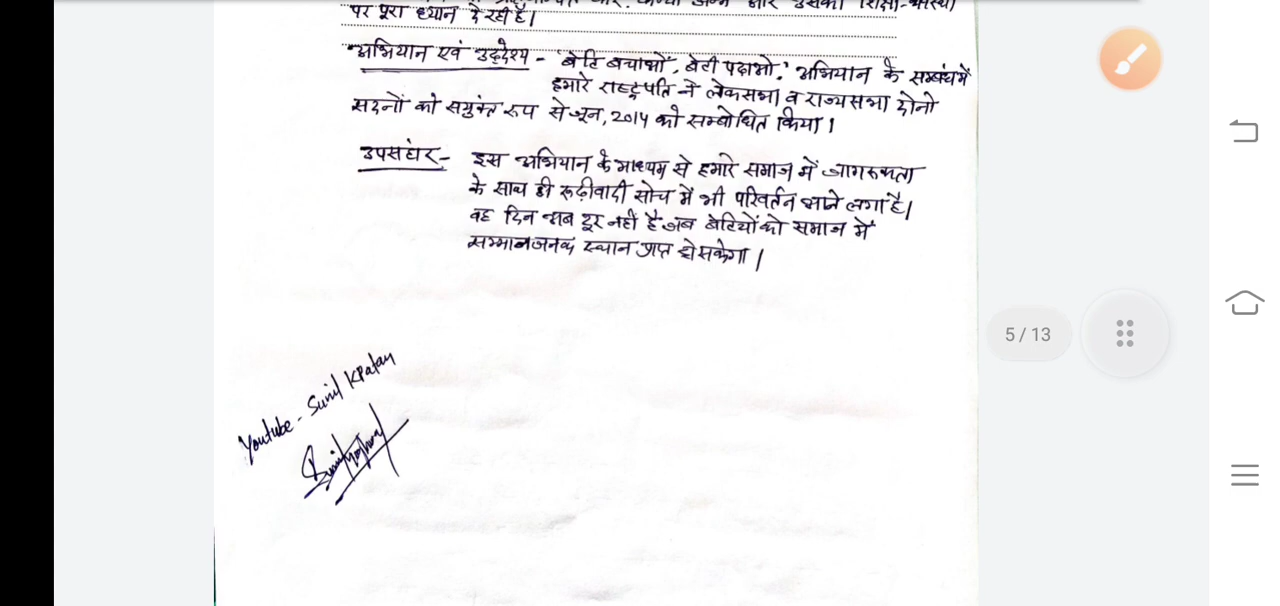 पर पूरा ध्यान दे रही है।
अभियान एवं उद्देश्य - 'बेटि बचाओ, बेटी पढाओ.' अभियान के सम्बंध में
हमारे राष्ट्रपति ने लोकसभा व राज्यसभा दोनो
सदनों को सयुंक्त रूप से जून, 2014 को सम्बोधित किया।
उपसंहार - इस अभियान के माध्यम से हमारे समाज में जागरुकता
के साथ ही रूढ़ीवादी सोच में भी परिवर्तन आने लगा है।
वह दिन अब दूर नही है जब बेटियों को समाज में
सम्मानजनक स्थान प्राप्त हो सकेगा।
5/13
Youtube - Sunil KPatan